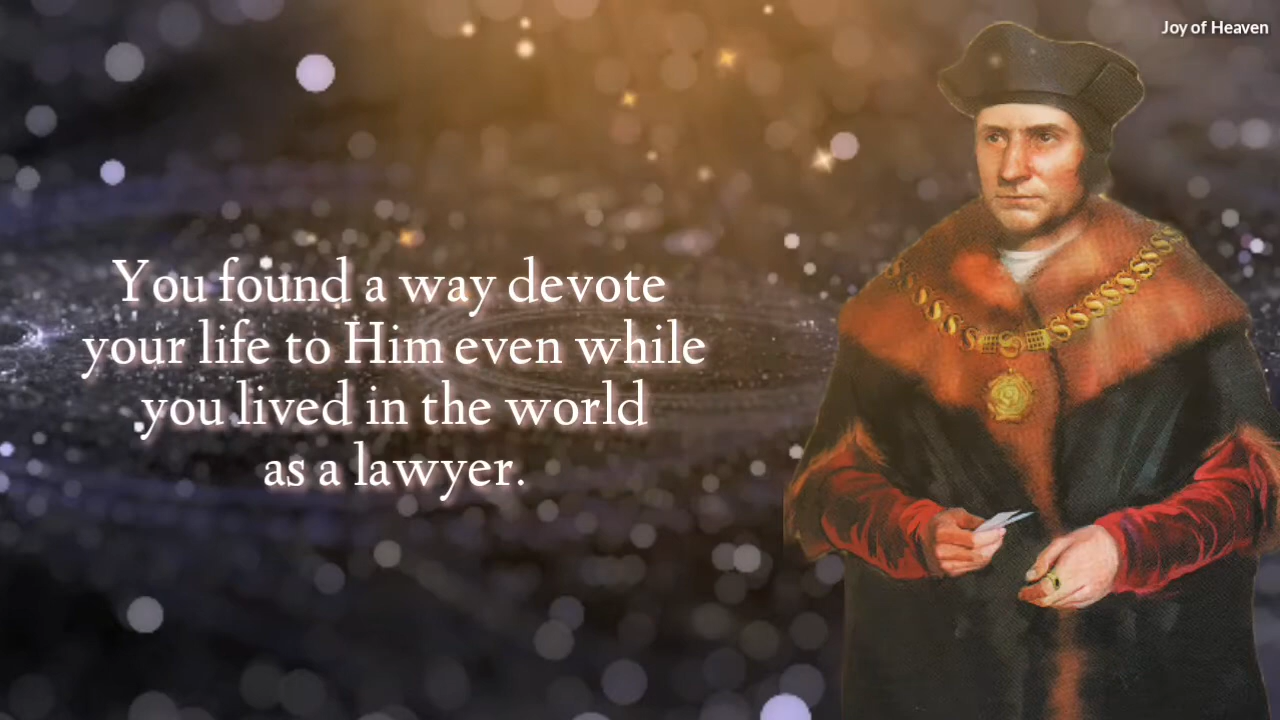 Joy of Heaven
You found a way devote
your life to Him even while
you lived in the world
as a lawyer.